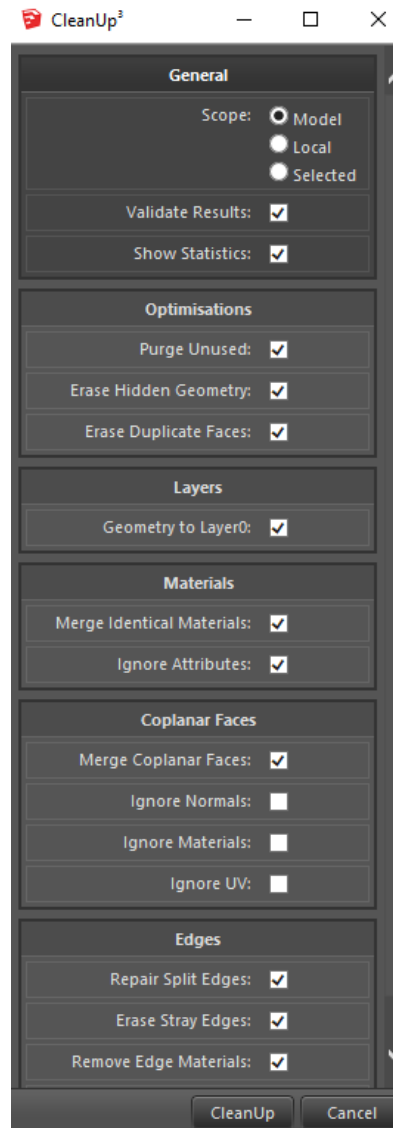 CleanUp³
General
Scope: Model
Local
Selected
Validate Results:
Show Statistics:
Optimisations
Purge Unused:
Erase Hidden Geometry:
Erase Duplicate Faces:
Layers
Geometry to Layer0:
Materials
Merge Identical Materials:
Ignore Attributes:
Coplanar Faces
Merge Coplanar Faces:
Ignore Normals:
Ignore Materials:
Ignore UV:
Edges
Repair Split Edges:
Erase Stray Edges:
Remove Edge Materials:
CleanUp Cancel